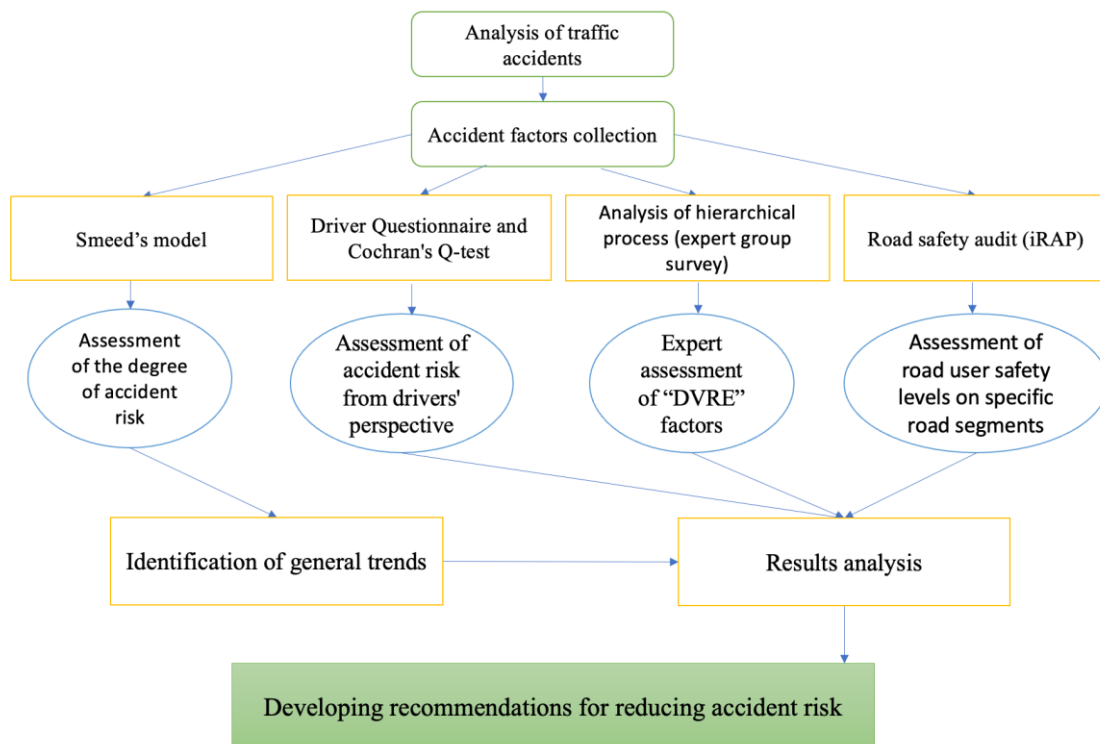 Analysis of traffic
accidents
Accident factors collection
Smeed's model
Driver Questionnaire and
Cochran's Q-test
Analysis of hierarchical
process (expert group
survey)
Road safety audit (iRAP)
Assessment
of the degree
of accident
risk
Assessment of
accident risk
from drivers'
perspective
Expert
assessment
of “DVRE”
factors
Assessment of
road user safety
levels on specific
road segments
Identification of general trends
Results analysis
Developing recommendations for reducing accident risk